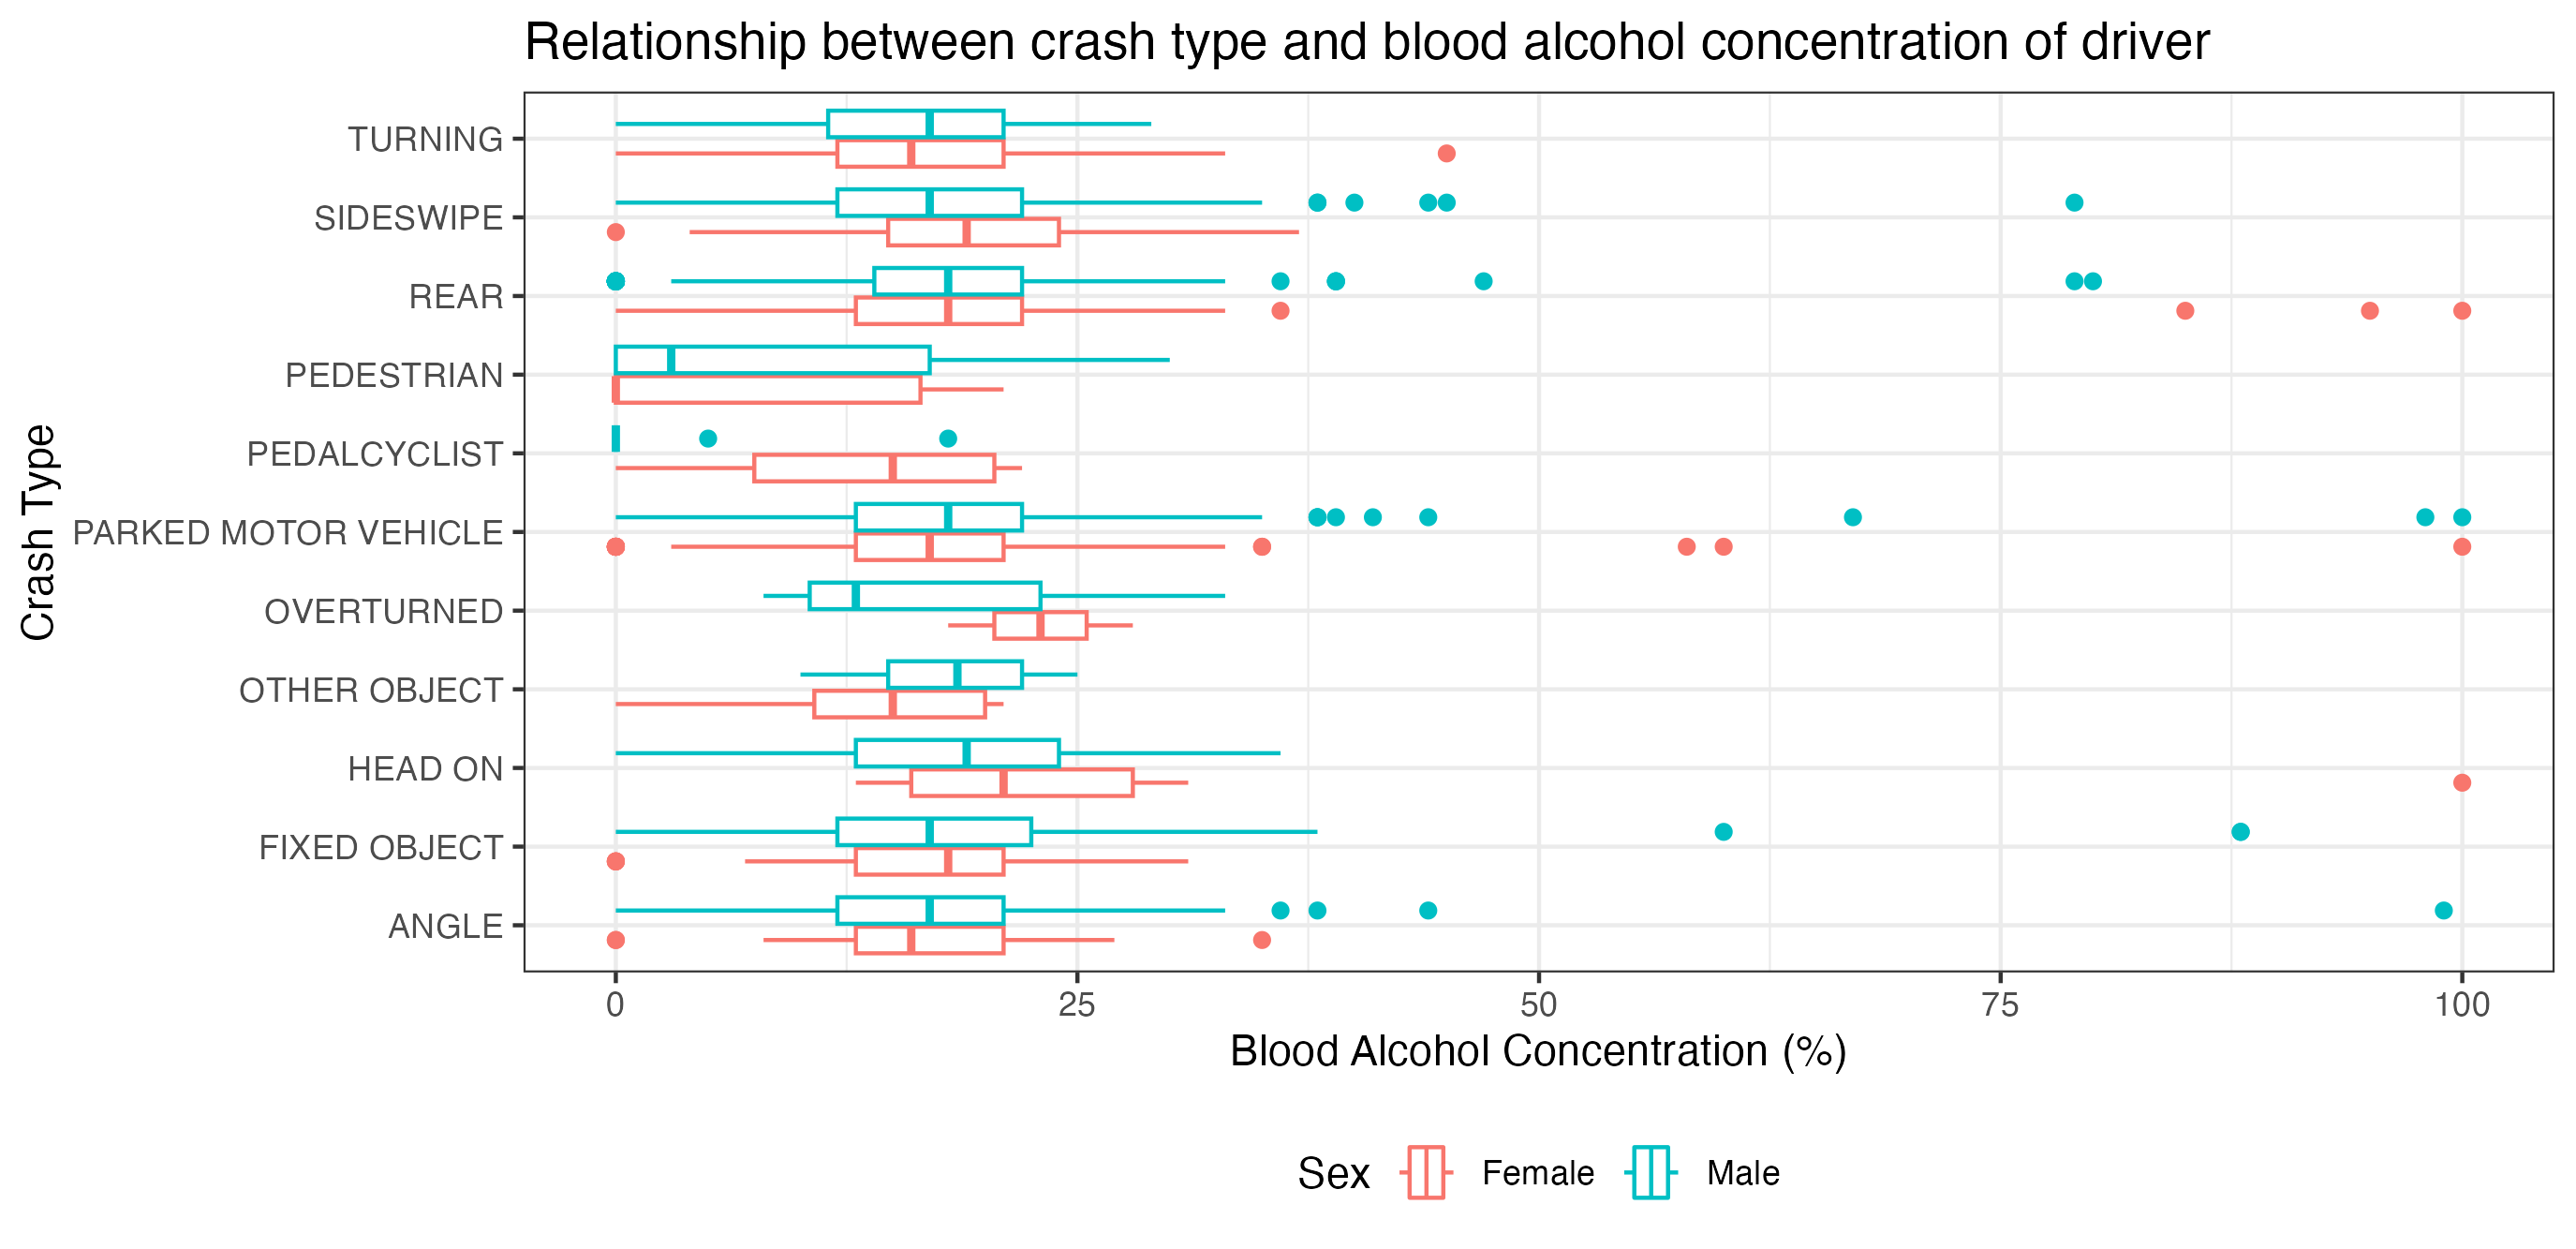 Relationship between crash type and blood alcohol concentration of driver
Crash Type
TURNING
SIDESWIPE
REAR
PEDESTRIAN
PEDALCYCLIST
PARKED MOTOR VEHICLE
OVERTURNED
OTHER OBJECT
HEAD ON
FIXED OBJECT
ANGLE
0 25 50 75 100
Blood Alcohol Concentration (%)
Sex Female Male